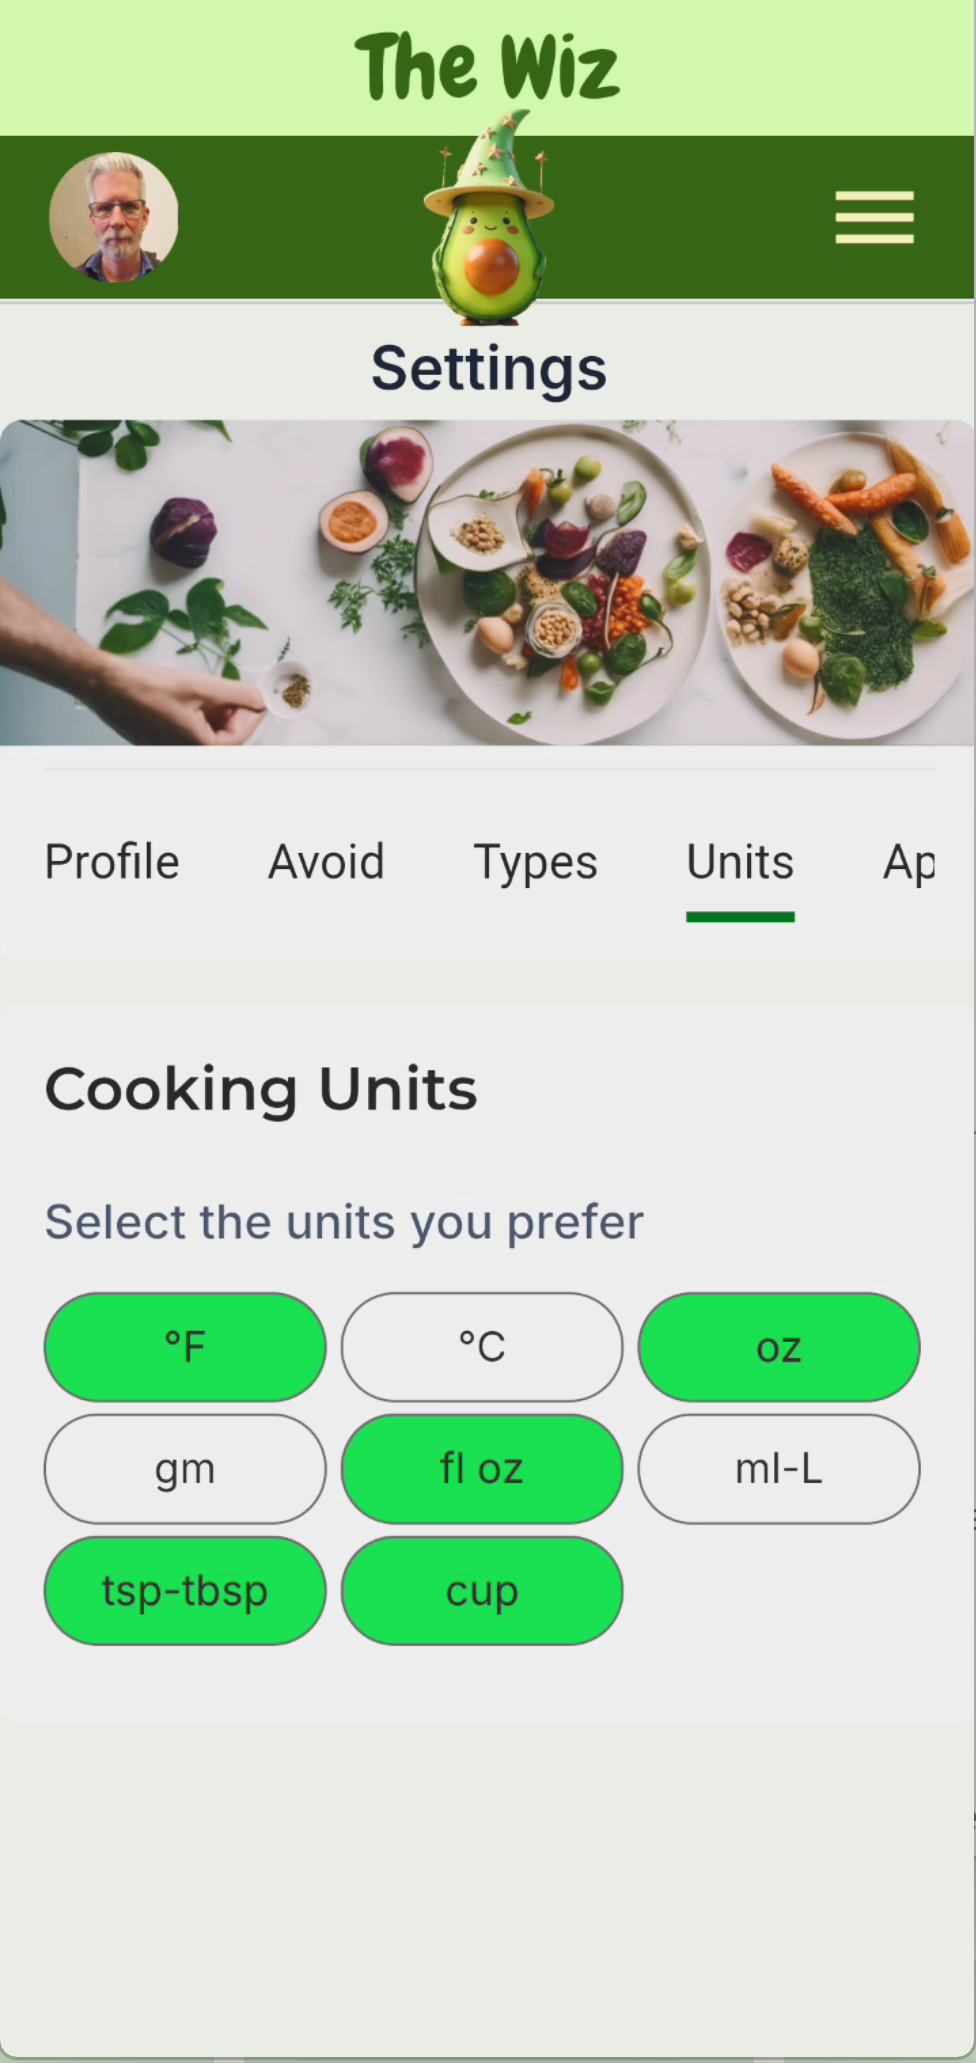 The Wiz
Settings
Profile Avoid Types Units Ap
Cooking Units
Select the units you prefer
°F °C oz
gm fl oz ml-L
tsp-tbsp cup